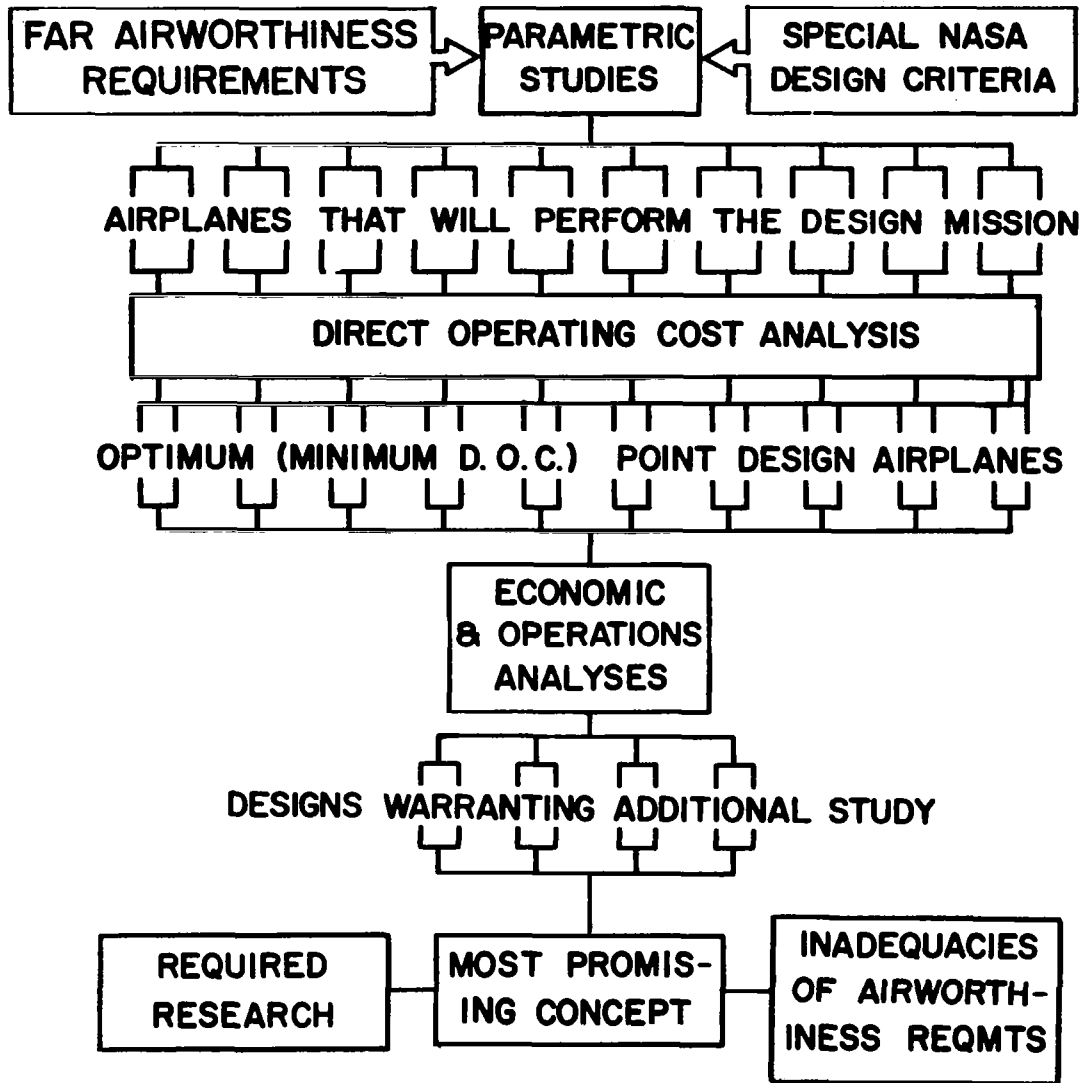 FAR AIRWORTHINESS
REQUIREMENTS
PARAMETRIC
STUDIES
SPECIAL NASA
DESIGN CRITERIA
AIRPLANES THAT WILL PERFORM THE DESIGN MISSION
DIRECT OPERATING COST ANALYSIS
OPTIMUM (MINIMUM D.O.C.) POINT DESIGN AIRPLANES
ECONOMIC
& OPERATIONS
ANALYSES
DESIGNS WARRANTING ADDITIONAL STUDY
REQUIRED
RESEARCH
MOST PROMIS-
ING CONCEPT
INADEQUACIES
OF AIRWORTH-
INESS REQMTS